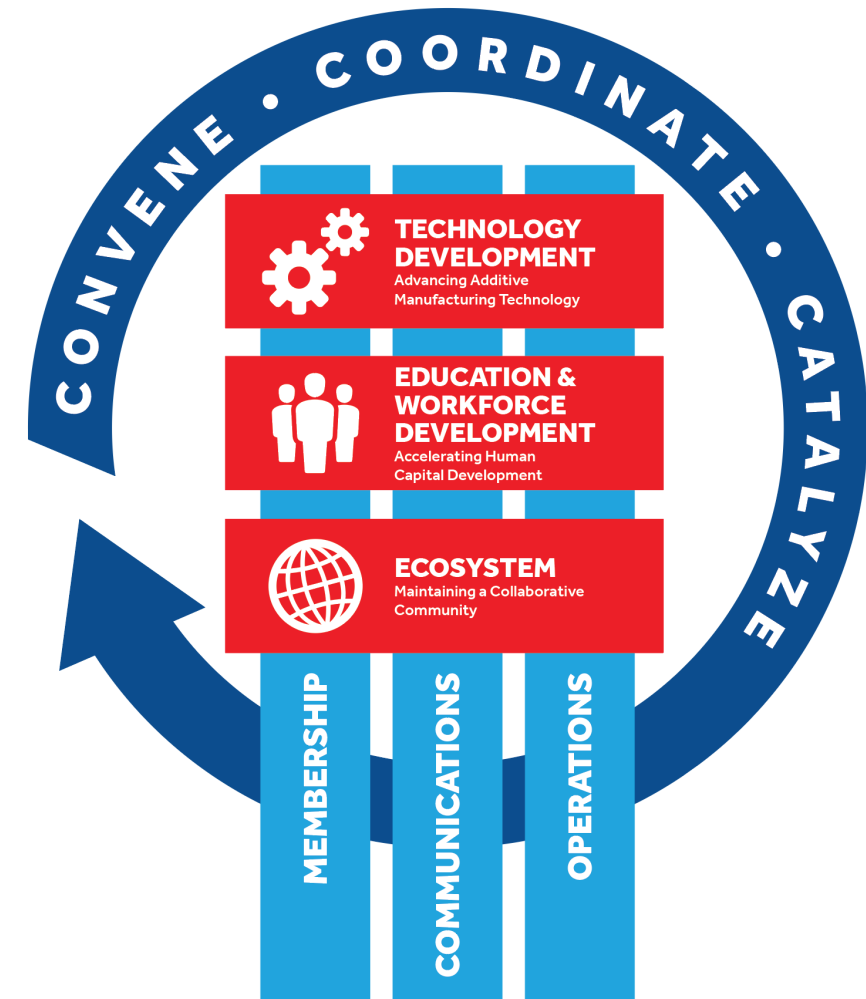 CONVENE • COORDINATE • CATALYZE
TECHNOLOGY
DEVELOPMENT
Advancing Additive
Manufacturing Technology
EDUCATION &
WORKFORCE
DEVELOPMENT
Accelerating Human
Capital Development
ECOSYSTEM
Maintaining a Collaborative
Community
MEMBERSHIP
COMMUNICATIONS
OPERATIONS